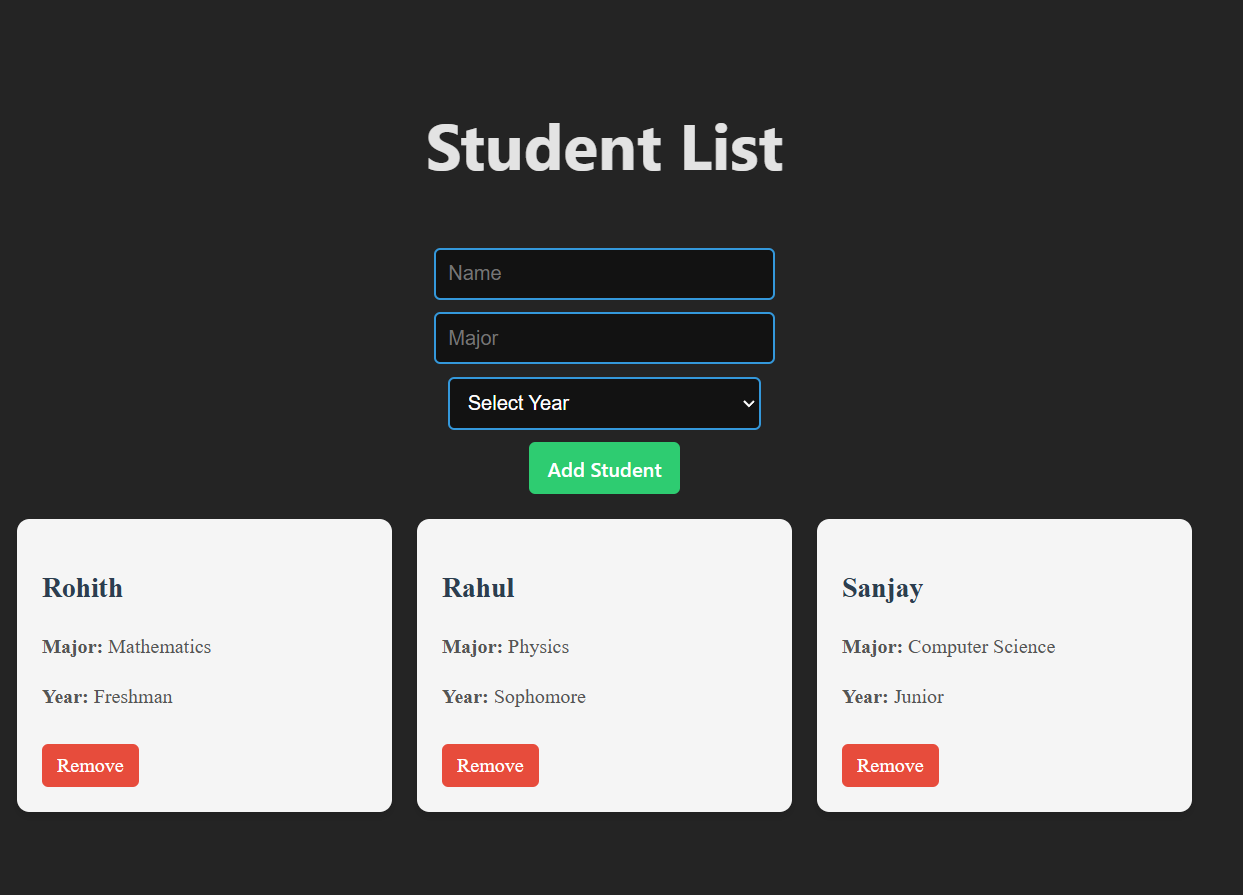 Student List
Name
Major
Select Year
Add Student
Rohith
Major: Mathematics
Year: Freshman
Remove
Rahul
Major: Physics
Year: Sophomore
Remove
Sanjay
Major: Computer Science
Year: Junior
Remove